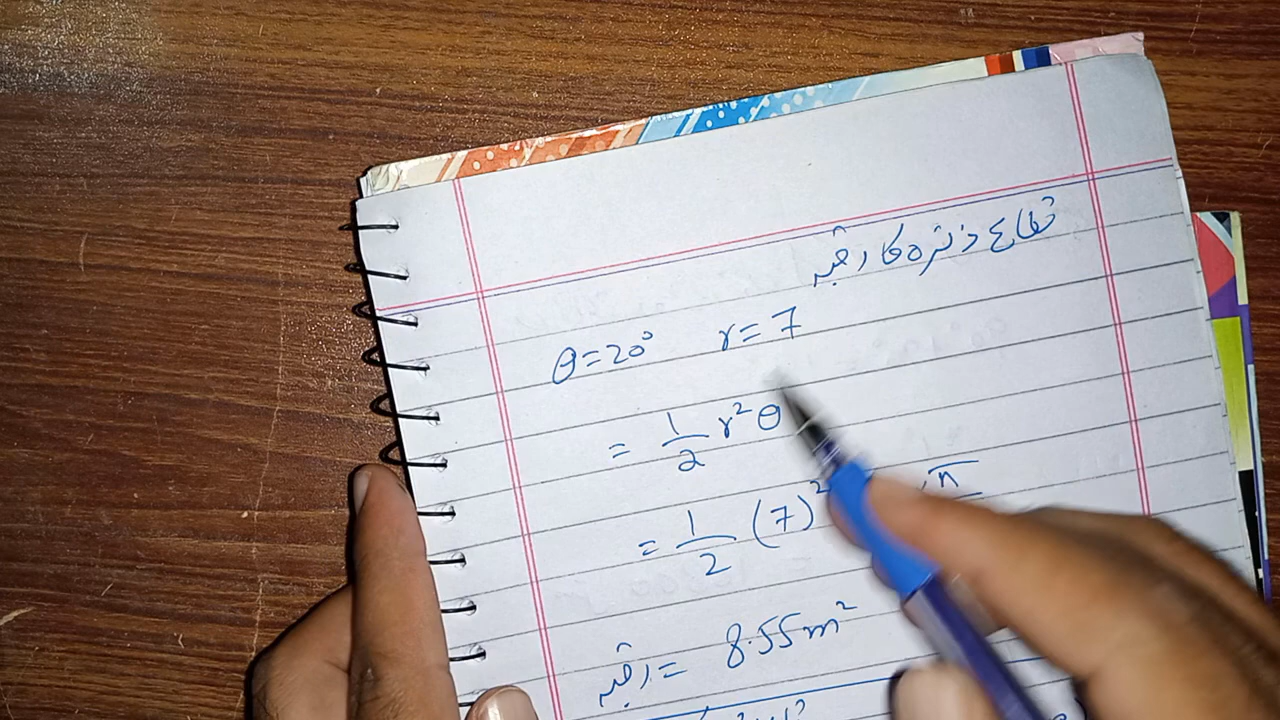 قطاع دائرہ کا رقبہ
θ=20° r=7
= 1/2 r²θ
= 1/2 (7)² π
رقبہ = 8.55m²